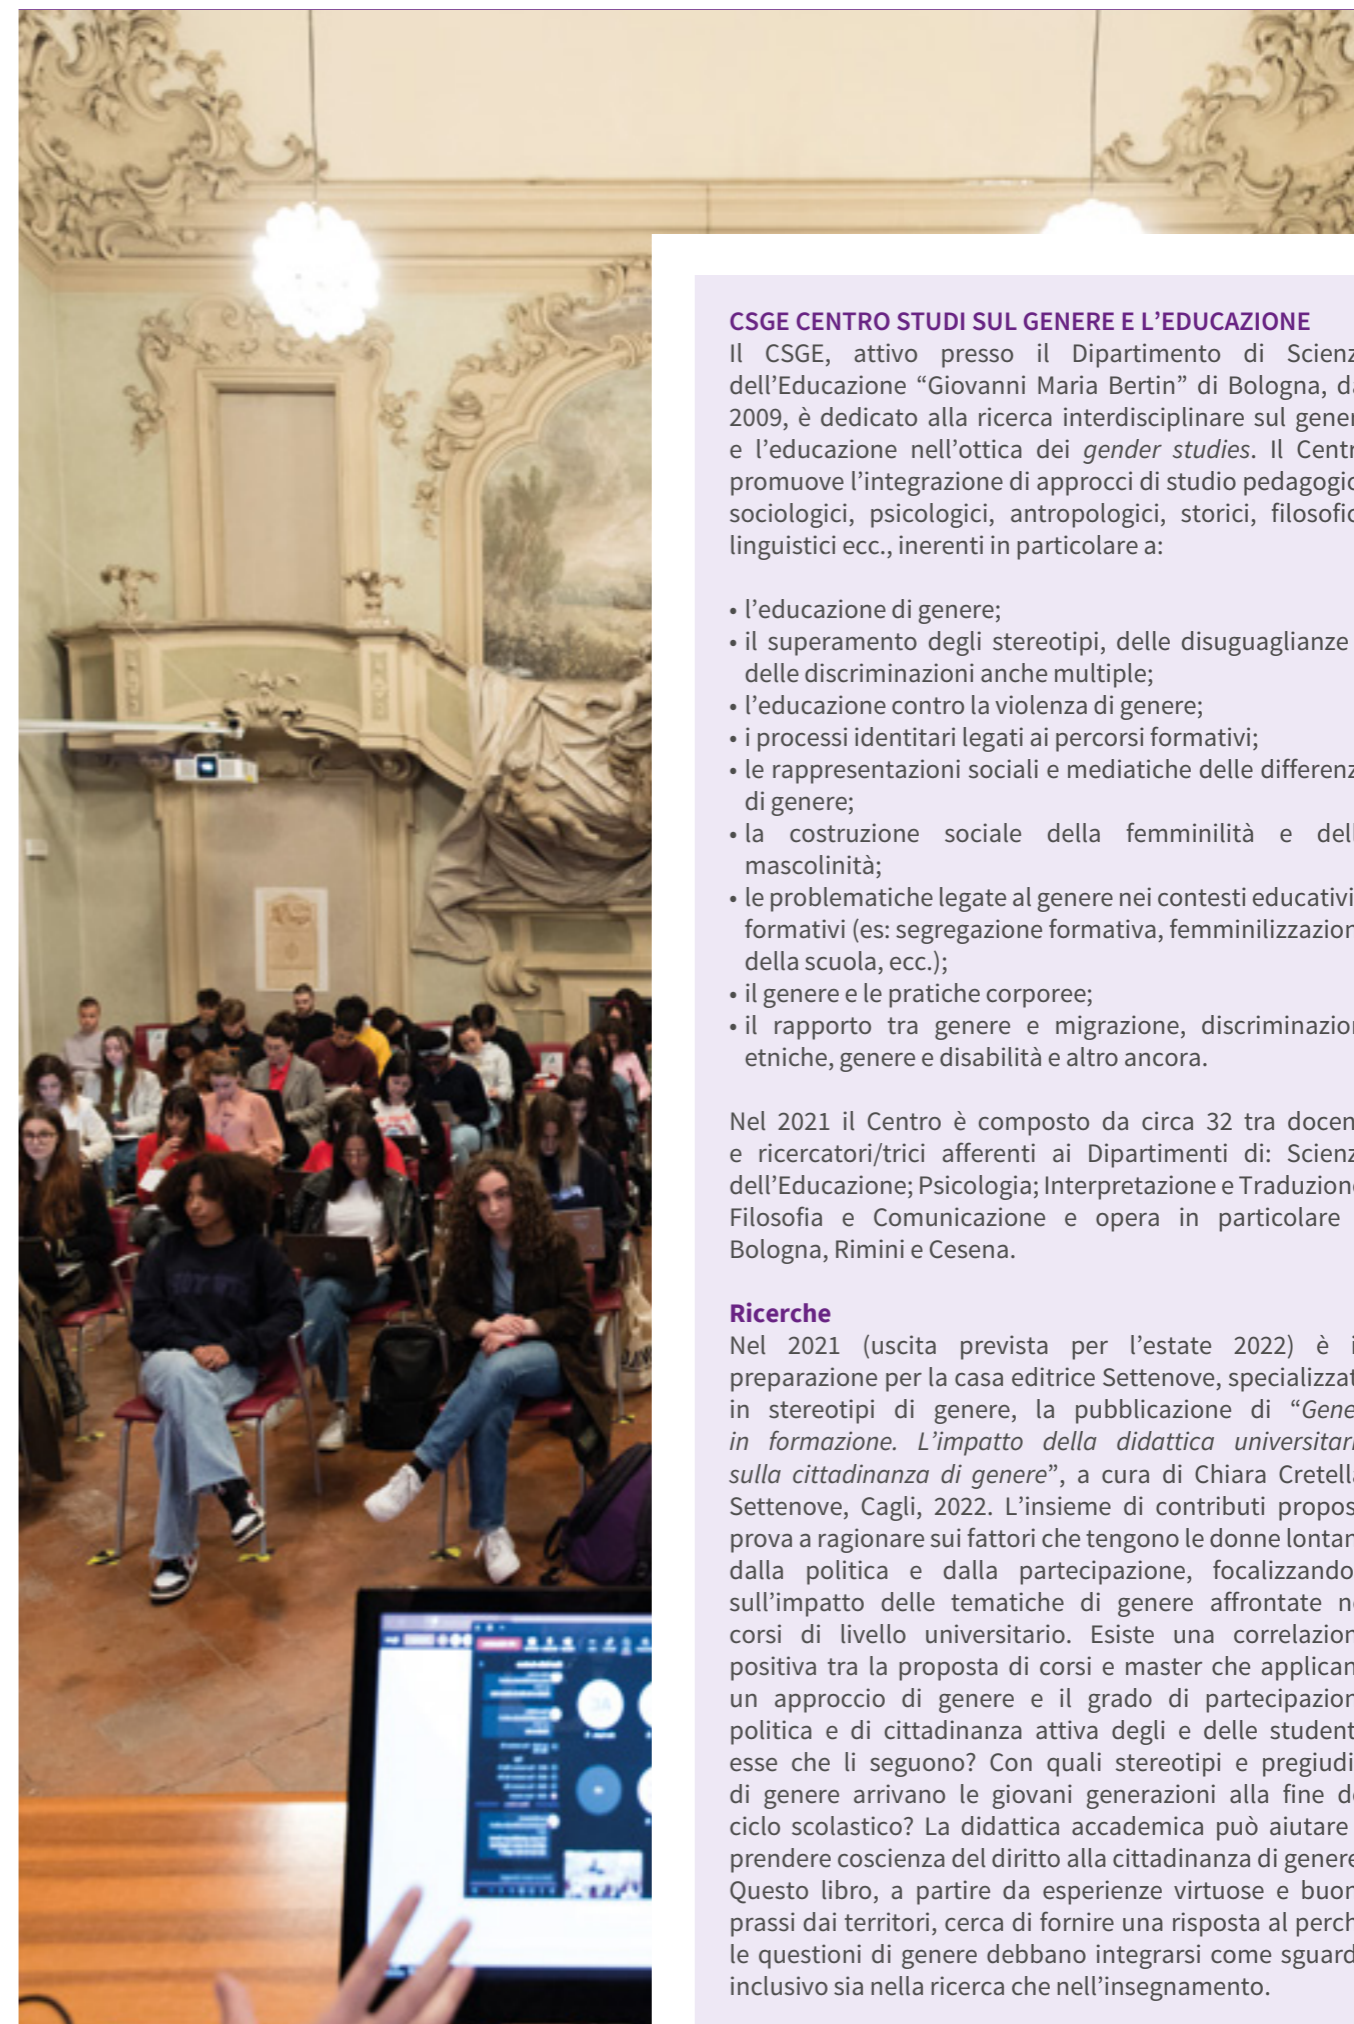 CSGE CENTRO STUDI SUL GENERE E L’EDUCAZIONE
Il CSGE, attivo presso il Dipartimento di Scienz
dell’Educazione “Giovanni Maria Bertin” di Bologna, da
2009, è dedicato alla ricerca interdisciplinare sul gener
e l’educazione nell’ottica dei gender studies. Il Centr
promuove l’integrazione di approcci di studio pedagogic
sociologici, psicologici, antropologici, storici, filosofic
linguistici ecc., inerenti in particolare a:
• l’educazione di genere;
• il superamento degli stereotipi, delle disuguaglianze
delle discriminazioni anche multiple;
• l’educazione contro la violenza di genere;
• i processi identitari legati ai percorsi formativi;
• le rappresentazioni sociali e mediatiche delle differenz
di genere;
• la costruzione sociale della femminilità e dell
mascolinità;
• le problematiche legate al genere nei contesti educativi
formativi (es: segregazione formativa, femminilizzazion
della scuola, ecc.);
• il genere e le pratiche corporee;
• il rapporto tra genere e migrazione, discriminazion
etniche, genere e disabilità e altro ancora.
Nel 2021 il Centro è composto da circa 32 tra docen
e ricercatori/trici afferenti ai Dipartimenti di: Scienz
dell’Educazione; Psicologia; Interpretazione e Traduzione
Filosofia e Comunicazione e opera in particolare
Bologna, Rimini e Cesena.
Ricerche
Nel 2021 (uscita prevista per l’estate 2022) è i
preparazione per la casa editrice Settenove, specializzat
in stereotipi di genere, la pubblicazione di “Gene
in formazione. L’impatto della didattica universitari
sulla cittadinanza di genere”, a cura di Chiara Cretella
Settenove, Cagli, 2022. L’insieme di contributi propos
prova a ragionare sui fattori che tengono le donne lontan
dalla politica e dalla partecipazione, focalizzando
sull’impatto delle tematiche di genere affrontate ne
corsi di livello universitario. Esiste una correlazion
positiva tra la proposta di corsi e master che applican
un approccio di genere e il grado di partecipazion
politica e di cittadinanza attiva degli e delle student
esse che li seguono? Con quali stereotipi e pregiudi
di genere arrivano le giovani generazioni alla fine de
ciclo scolastico? La didattica accademica può aiutare
prendere coscienza del diritto alla cittadinanza di genere
Questo libro, a partire da esperienze virtuose e buon
prassi dai territori, cerca di fornire una risposta al perch
le questioni di genere debbano integrarsi come sguard
inclusivo sia nella ricerca che nell’insegnamento.